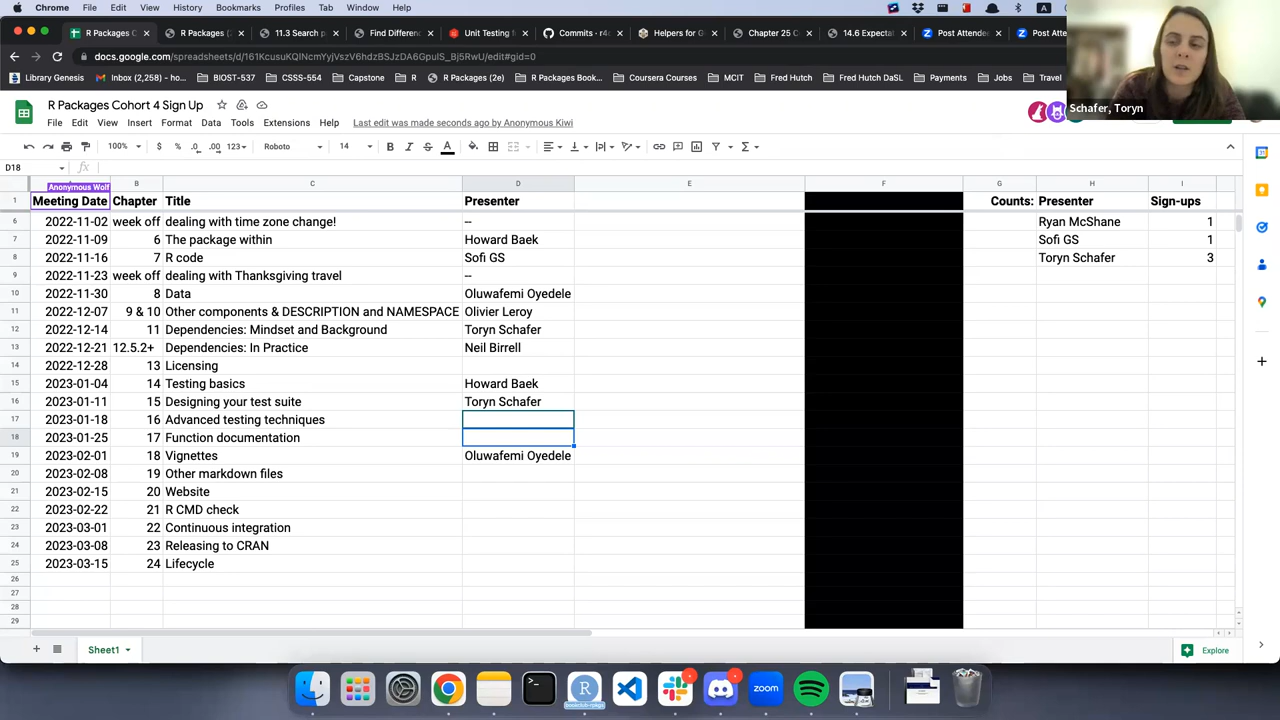 Chrome File Edit View History Bookmarks Profiles Tab Window Help
R Packages C R Packages (2 11.3 Search p Find Differenc Unit Testing f Commits · r4d Helpers for G Chapter 25 Co 14.6 Expectat Post Attended Post Atten
docs.google.com/spreadsheets/d/161KcusuKQINcmYyjVszV6hdzBSJzDA6GpuIS_Bj5RwU/edit#gid=0
Library Genesis Inbox (2,258) - ho... BIOST-537 CSSS-554 Capstone R R Packages (2e) R Packages Book... Coursera Courses MCIT Fred Hutch Fred Hutch DaSL Payments Jobs Travel
Schafer, Toryn
R Packages Cohort 4 Sign Up
File Edit View Insert Format Data Tools Extensions Help Last edit was made seconds ago by Anonymous Kiwi
100% $ % .0 .00 123 Roboto 14 B I S A
D18 fx
Anonymous Wolf
B C D E F G H I
1 Meeting Date Chapter Title Presenter Counts: Presenter Sign-ups
6 2022-11-02 week off dealing with time zone change! -- Ryan McShane 1
7 2022-11-09 6 The package within Howard Baek Sofi GS 1
8 2022-11-16 7 R code Sofi GS Toryn Schafer 3
9 2022-11-23 week off dealing with Thanksgiving travel --
10 2022-11-30 8 Data Oluwafemi Oyedele
11 2022-12-07 9 & 10 Other components & DESCRIPTION and NAMESPACE Olivier Leroy
12 2022-12-14 11 Dependencies: Mindset and Background Toryn Schafer
13 2022-12-21 12.5.2+ Dependencies: In Practice Neil Birrell
14 2022-12-28 13 Licensing
15 2023-01-04 14 Testing basics Howard Baek
16 2023-01-11 15 Designing your test suite Toryn Schafer
17 2023-01-18 16 Advanced testing techniques
18 2023-01-25 17 Function documentation
19 2023-02-01 18 Vignettes Oluwafemi Oyedele
20 2023-02-08 19 Other markdown files
21 2023-02-15 20 Website
22 2023-02-22 21 R CMD check
23 2023-03-01 22 Continuous integration
24 2023-03-08 23 Releasing to CRAN
25 2023-03-15 24 Lifecycle
26
27
28
29
Sheet1 Explore
zoom
bookclub-rpkgs